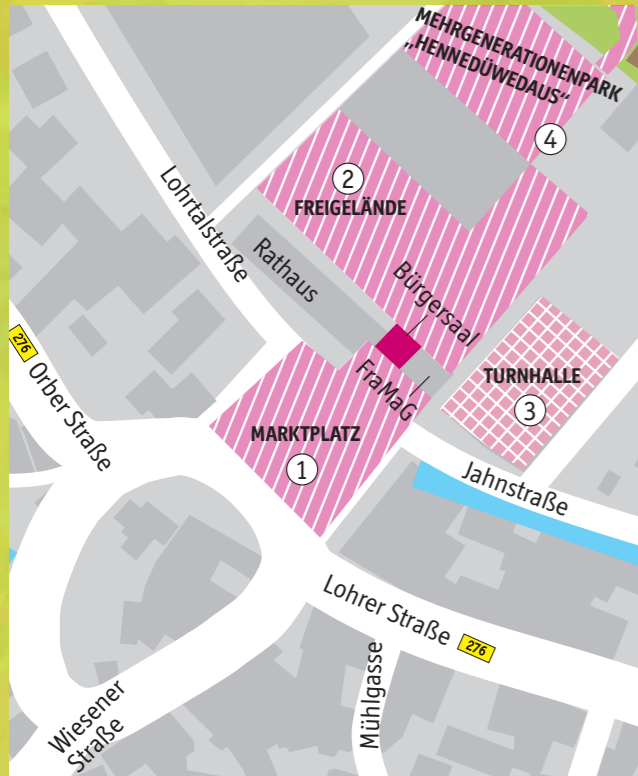 MEHRGENERATIONENPARK
„HENNEDÜWEDAUS“
4
2
FREIGELÄNDE
Lohrtalstraße
Rathaus
Bürgersaal
FraMaG
TURNHALLE
3
276
Orber Straße
MARKTPLATZ
1
Jahnstraße
Lohrer Straße
276
Mühlgasse
Wiesener
Straße